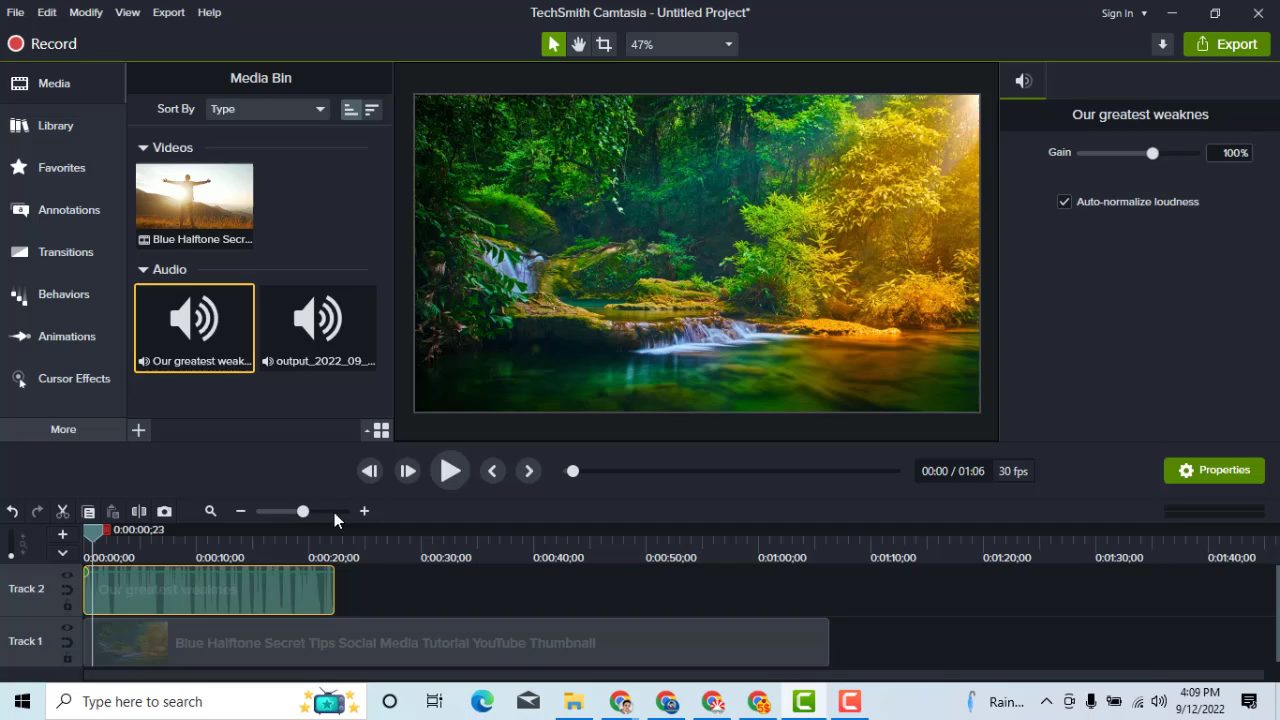 File Edit Modify View Export Help
TechSmith Camtasia - Untitled Project*
Sign In
Record
47%
Export
Media
Library
Favorites
Annotations
Transitions
Behaviors
Animations
Cursor Effects
More
Media Bin
Sort By Type
Videos
Blue Halftone Secr...
Audio
Our greatest weak...
output_2022_09_...
Our greatest weaknes
Gain 100%
Auto-normalize loudness
00:00 / 01:06 30 fps
Properties
0:00:00;23
0:00:00;00 0:00:10;00 0:00:20;00 0:00:30;00 0:00:40;00 0:00:50;00 0:01:00;00 0:01:10;00 0:01:20;00 0:01:30;00 0:01:40;00
Track 2
Our greatest weaknes
Track 1
Blue Halftone Secret Tips Social Media Tutorial YouTube Thumbnail
Type here to search
Rain...
4:09 PM
9/12/2022